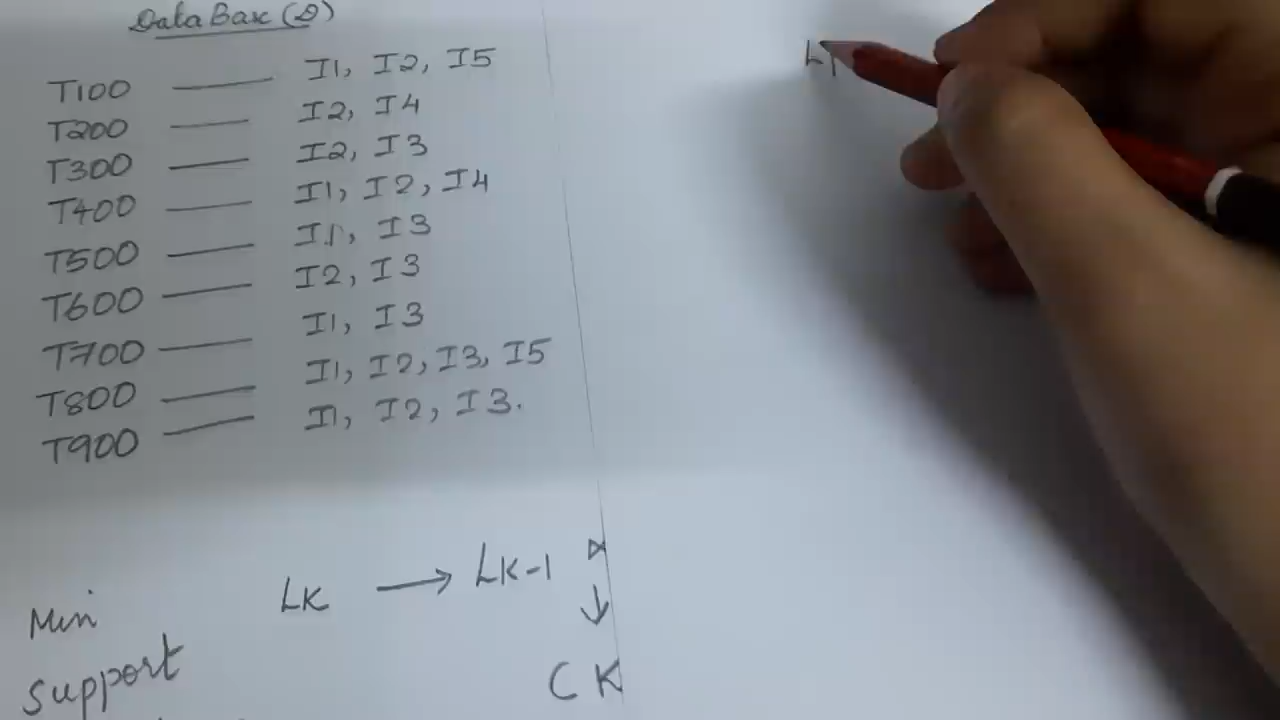 DataBase (D)
T100 — I1, I2, I5
T200 — I2, I4
T300 — I2, I3
T400 — I1, I2, I4
T500 — I1, I3
T600 — I2, I3
T700 — I1, I3
T800 — I1, I2, I3, I5
T900 — I1, I2, I3.
LK → LK-1 ⋈
↓
CK
Min
Support